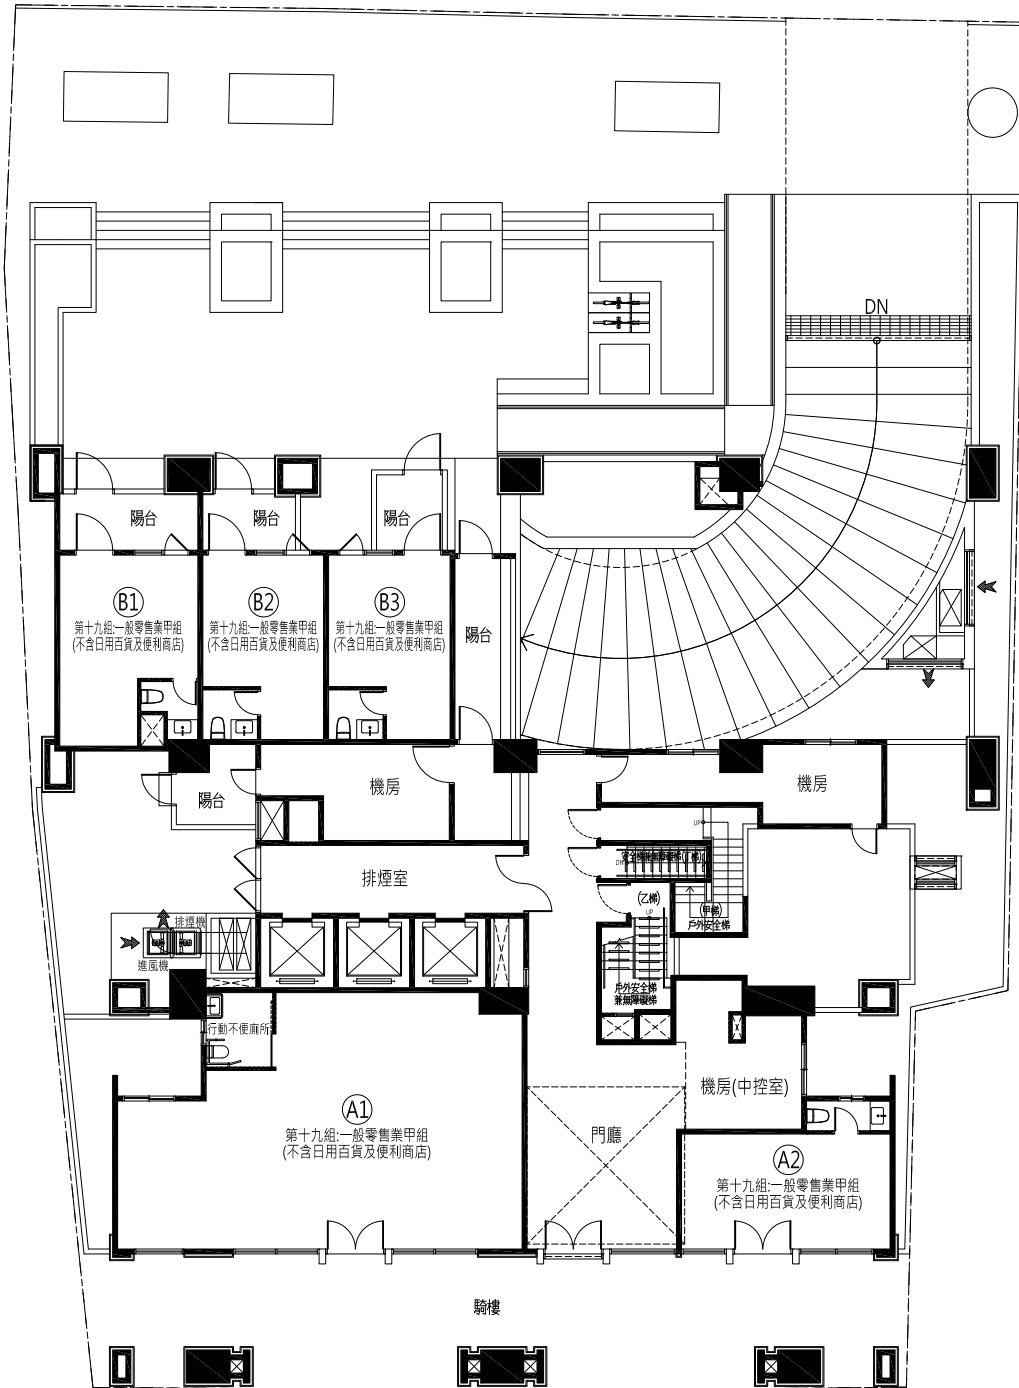 DN
陽台
陽台
陽台
B1
第十九組:一般零售業甲組
(不含日用百貨及便利商店)
B2
第十九組:一般零售業甲組
(不含日用百貨及便利商店)
B3
第十九組:一般零售業甲組
(不含日用百貨及便利商店)
陽台
機房
機房
陽台
UP
排煙室
DN
(乙梯)
UP
(甲梯)
戶外安全梯
排煙機
進風機
戶外安全梯
兼無障礙梯
行動不便廁所
機房(中控室)
A1
第十九組:一般零售業甲組
(不含日用百貨及便利商店)
門廳
A2
第十九組:一般零售業甲組
(不含日用百貨及便利商店)
騎樓